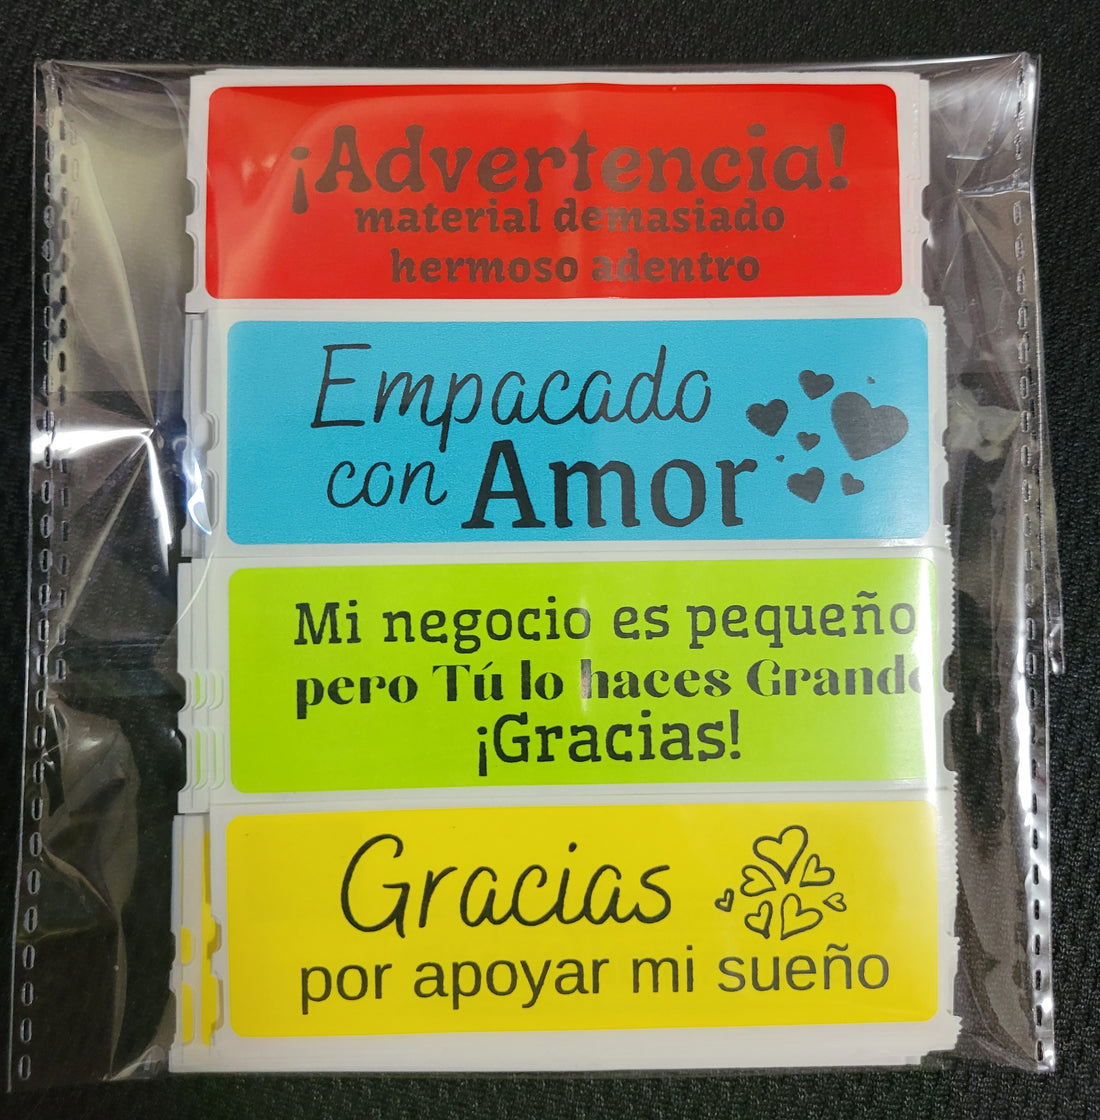 ¡Advertencia!
material demasiado
hermoso adentro
Empacado
con Amor
Mi negocio es pequeño
pero Tú lo haces Grande
¡Gracias!
Gracias
por apoyar mi sueño